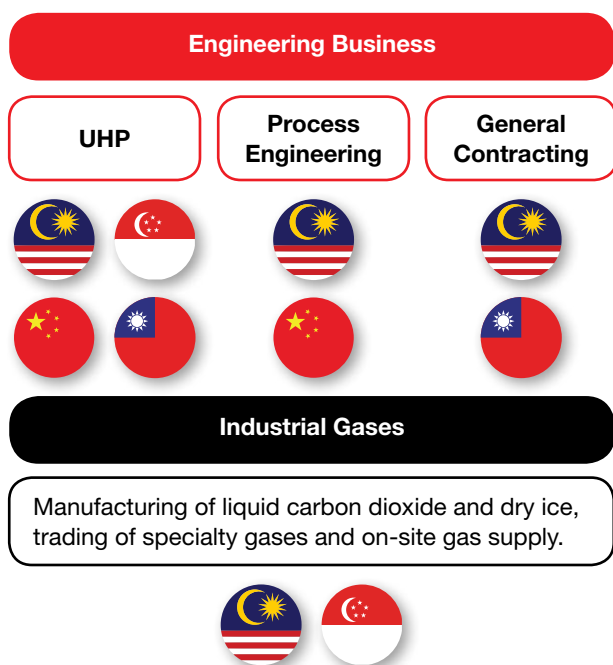 Engineering Business
UHP
Process
Engineering
General
Contracting
Industrial Gases
Manufacturing of liquid carbon dioxide and dry ice,
trading of specialty gases and on-site gas supply.